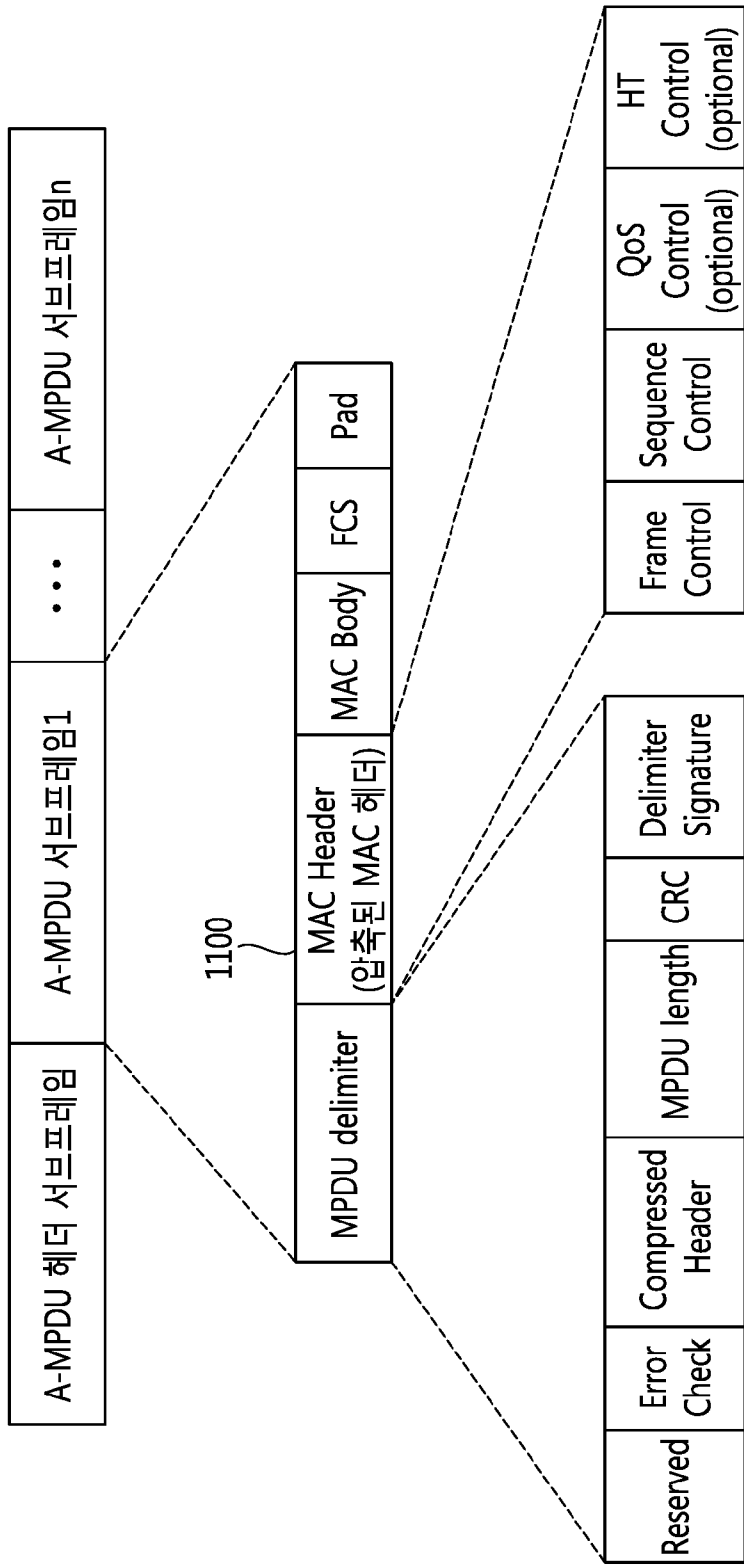 A-MPDU 헤더 서브프레임
A-MPDU 서브프레임1
•••
A-MPDU 서브프레임n
1100
MPDU delimiter
MAC Header
(압축된 MAC 헤더)
MAC Body
FCS
Pad
Reserved
Error
Check
Compressed
Header
MPDU length
CRC
Delimiter
Signature
Frame
Control
Sequence
Control
QoS
Control
(optional)
HT
Control
(optional)